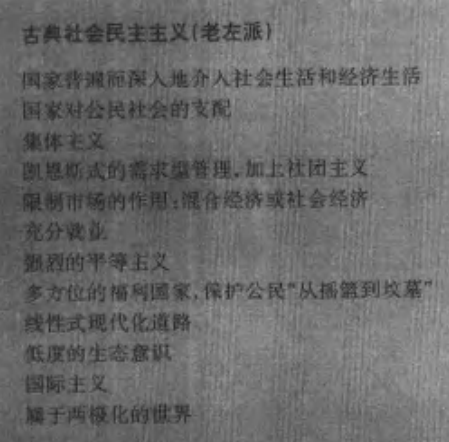 古典社会民主主义(老左派)
国家普遍而深入地介入社会生活和经济生活
国家对公民社会的支配
集体主义
凯恩斯式的需求型管理,加上社团主义
限制市场的作用:混合经济或社会经济
充分就业
强烈的平等主义
多方位的福利国家,保护公民“从摇篮到坟墓”
线性式现代化道路
低度的生态意识
国际主义
属于两极化的世界